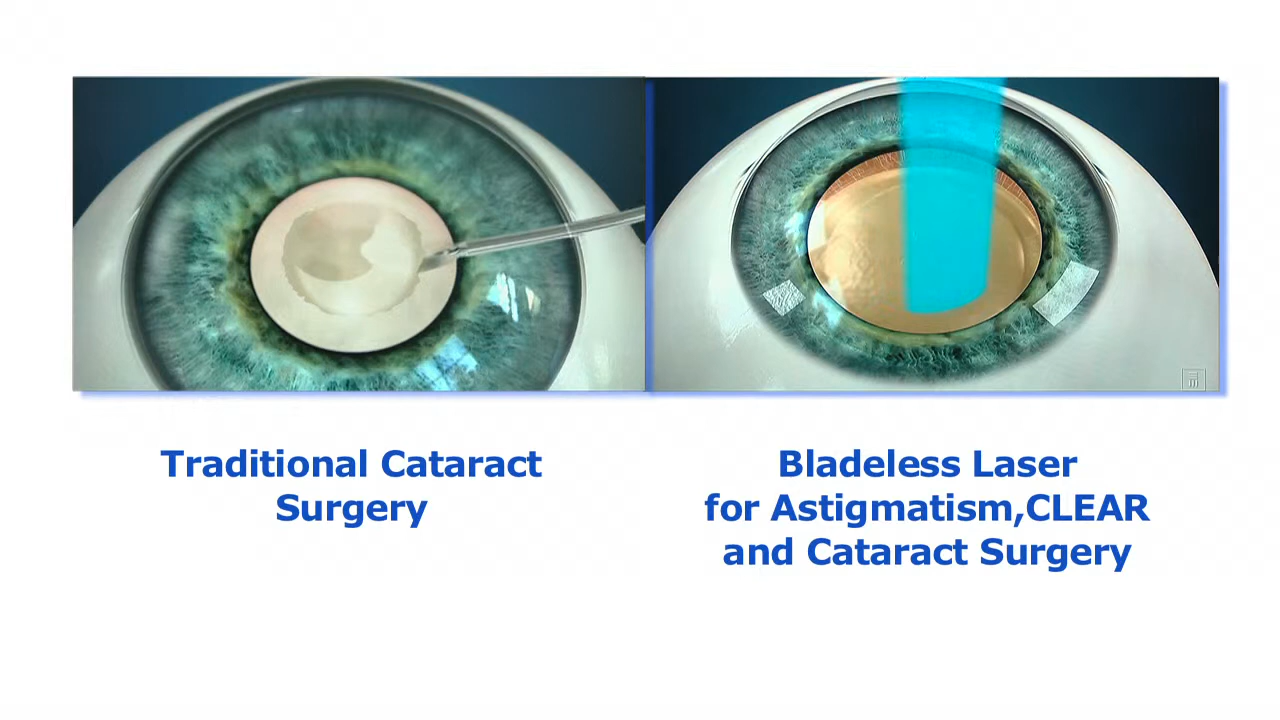 Traditional Cataract
Surgery
Bladeless Laser
for Astigmatism,CLEAR
and Cataract Surgery